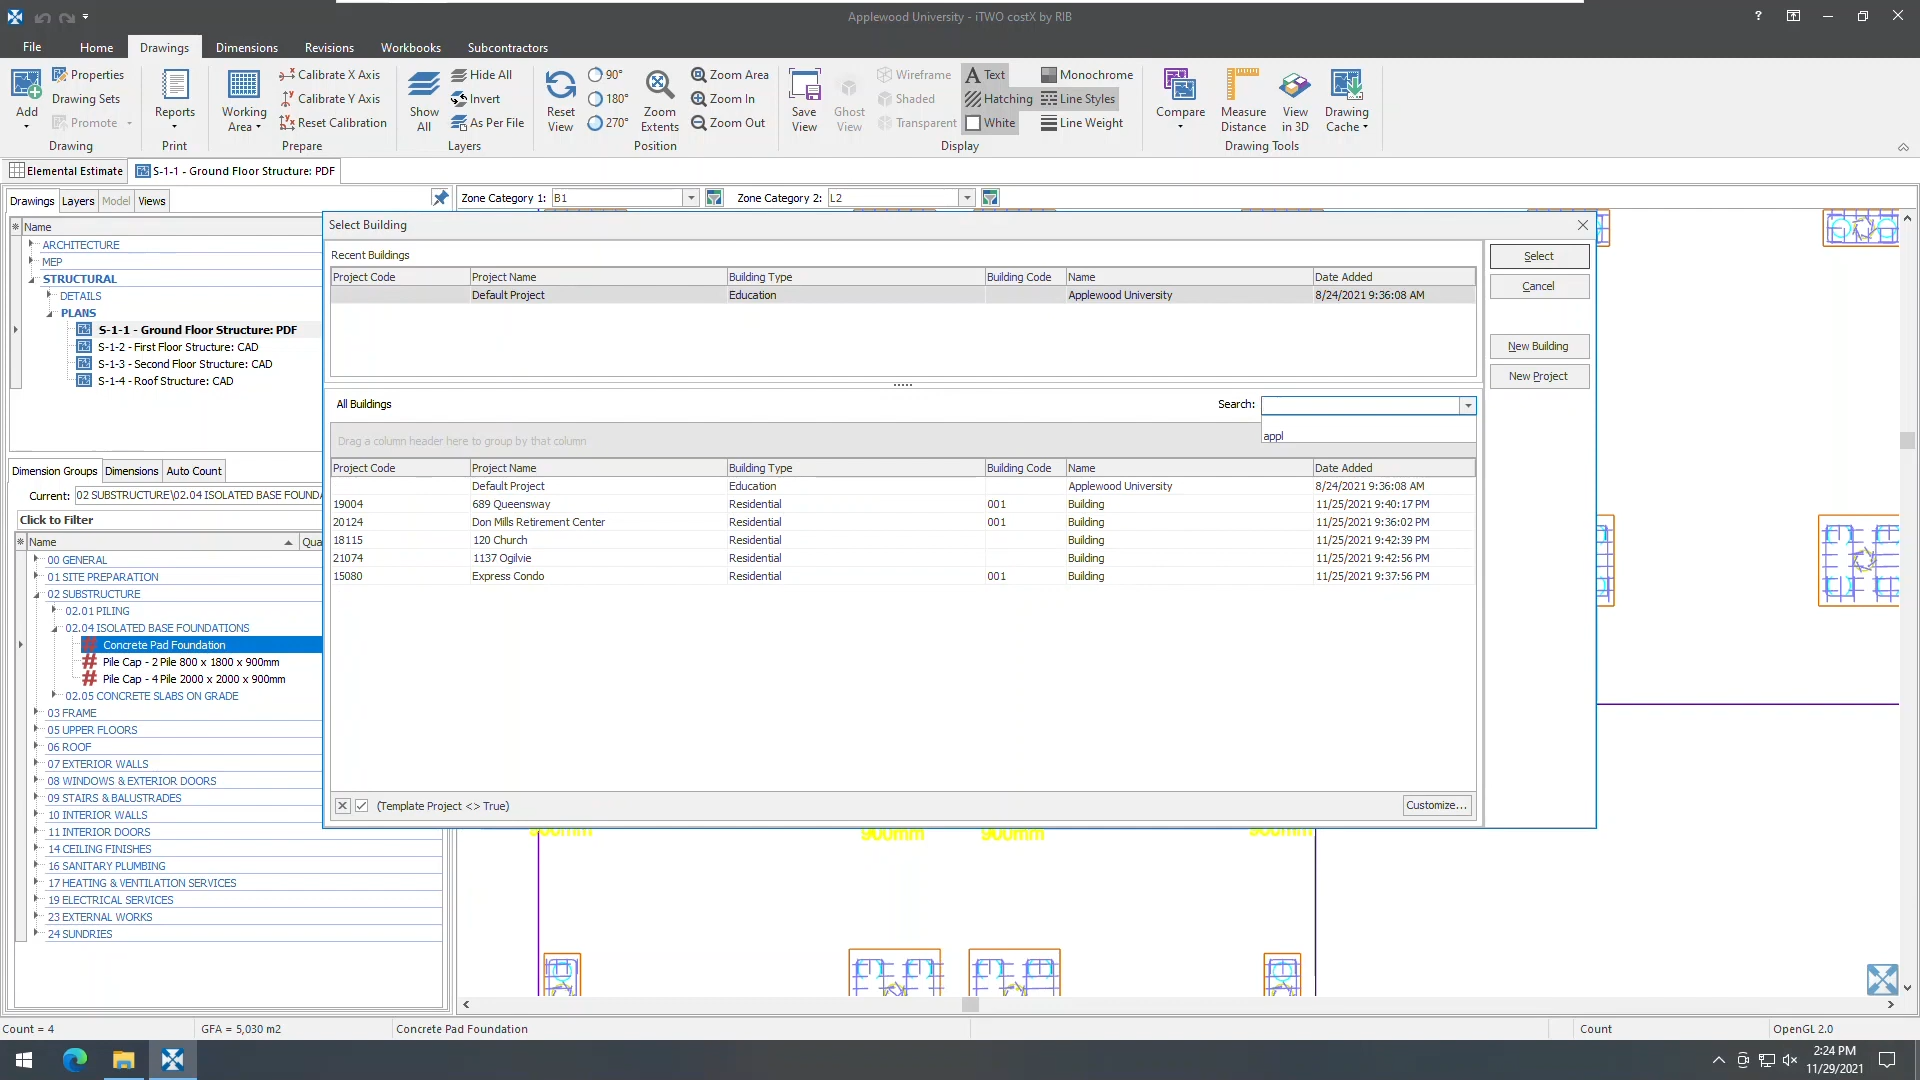 Applewood University - iTWO costX by RIB
?
File
Home
Drawings
Dimensions
Revisions
Workbooks
Subcontractors
Add
Properties
Drawing Sets
Promote
Drawing
Reports
Print
Working Area
Calibrate X Axis
Calibrate Y Axis
Reset Calibration
Prepare
Show All
Hide All
Invert
As Per File
Layers
Reset View
90°
180°
270°
Zoom Extents
Zoom Area
Zoom In
Zoom Out
Position
Save View
Ghost View
Wireframe
Shaded
Transparent
Text
Hatching
White
Monochrome
Line Styles
Line Weight
Display
Compare
Measure Distance
View in 3D
Drawing Cache
Drawing Tools
Elemental Estimate
S-1-1 - Ground Floor Structure: PDF
Drawings
Layers
Model
Views
Zone Category 1: B1
Zone Category 2: L2
Name
ARCHITECTURE
MEP
STRUCTURAL
DETAILS
PLANS
S-1-1 - Ground Floor Structure: PDF
S-1-2 - First Floor Structure: CAD
S-1-3 - Second Floor Structure: CAD
S-1-4 - Roof Structure: CAD
Dimension Groups
Dimensions
Auto Count
Current: 02 SUBSTRUCTURE\02.04 ISOLATED BASE FOUNDA
Click to Filter
Name Qua
00 GENERAL
01 SITE PREPARATION
02 SUBSTRUCTURE
02.01 PILING
02.04 ISOLATED BASE FOUNDATIONS
Concrete Pad Foundation
Pile Cap - 2 Pile 800 x 1800 x 900mm
Pile Cap - 4 Pile 2000 x 2000 x 900mm
02.05 CONCRETE SLABS ON GRADE
03 FRAME
05 UPPER FLOORS
06 ROOF
07 EXTERIOR WALLS
08 WINDOWS & EXTERIOR DOORS
09 STAIRS & BALUSTRADES
10 INTERIOR WALLS
11 INTERIOR DOORS
14 CEILING FINISHES
16 SANITARY PLUMBING
17 HEATING & VENTILATION SERVICES
19 ELECTRICAL SERVICES
23 EXTERNAL WORKS
24 SUNDRIES
Select Building
Recent Buildings
Project Code Project Name Building Type Building Code Name Date Added
Default Project Education Applewood University 8/24/2021 9:36:08 AM
Select
Cancel
New Building
New Project
All Buildings
Search:
appl
Drag a column header here to group by that column
Project Code Project Name Building Type Building Code Name Date Added
Default Project Education Applewood University 8/24/2021 9:36:08 AM
19004 689 Queensway Residential 001 Building 11/25/2021 9:40:17 PM
20124 Don Mills Retirement Center Residential 001 Building 11/25/2021 9:36:02 PM
18115 120 Church Residential Building 11/25/2021 9:42:39 PM
21074 1137 Ogilvie Residential Building 11/25/2021 9:42:56 PM
15080 Express Condo Residential 001 Building 11/25/2021 9:37:56 PM
(Template Project <> True)
Customize...
900mm 900mm 900mm 900mm
Count = 4
GFA = 5,030 m2
Concrete Pad Foundation
Count
OpenGL 2.0
2:24 PM
11/29/2021